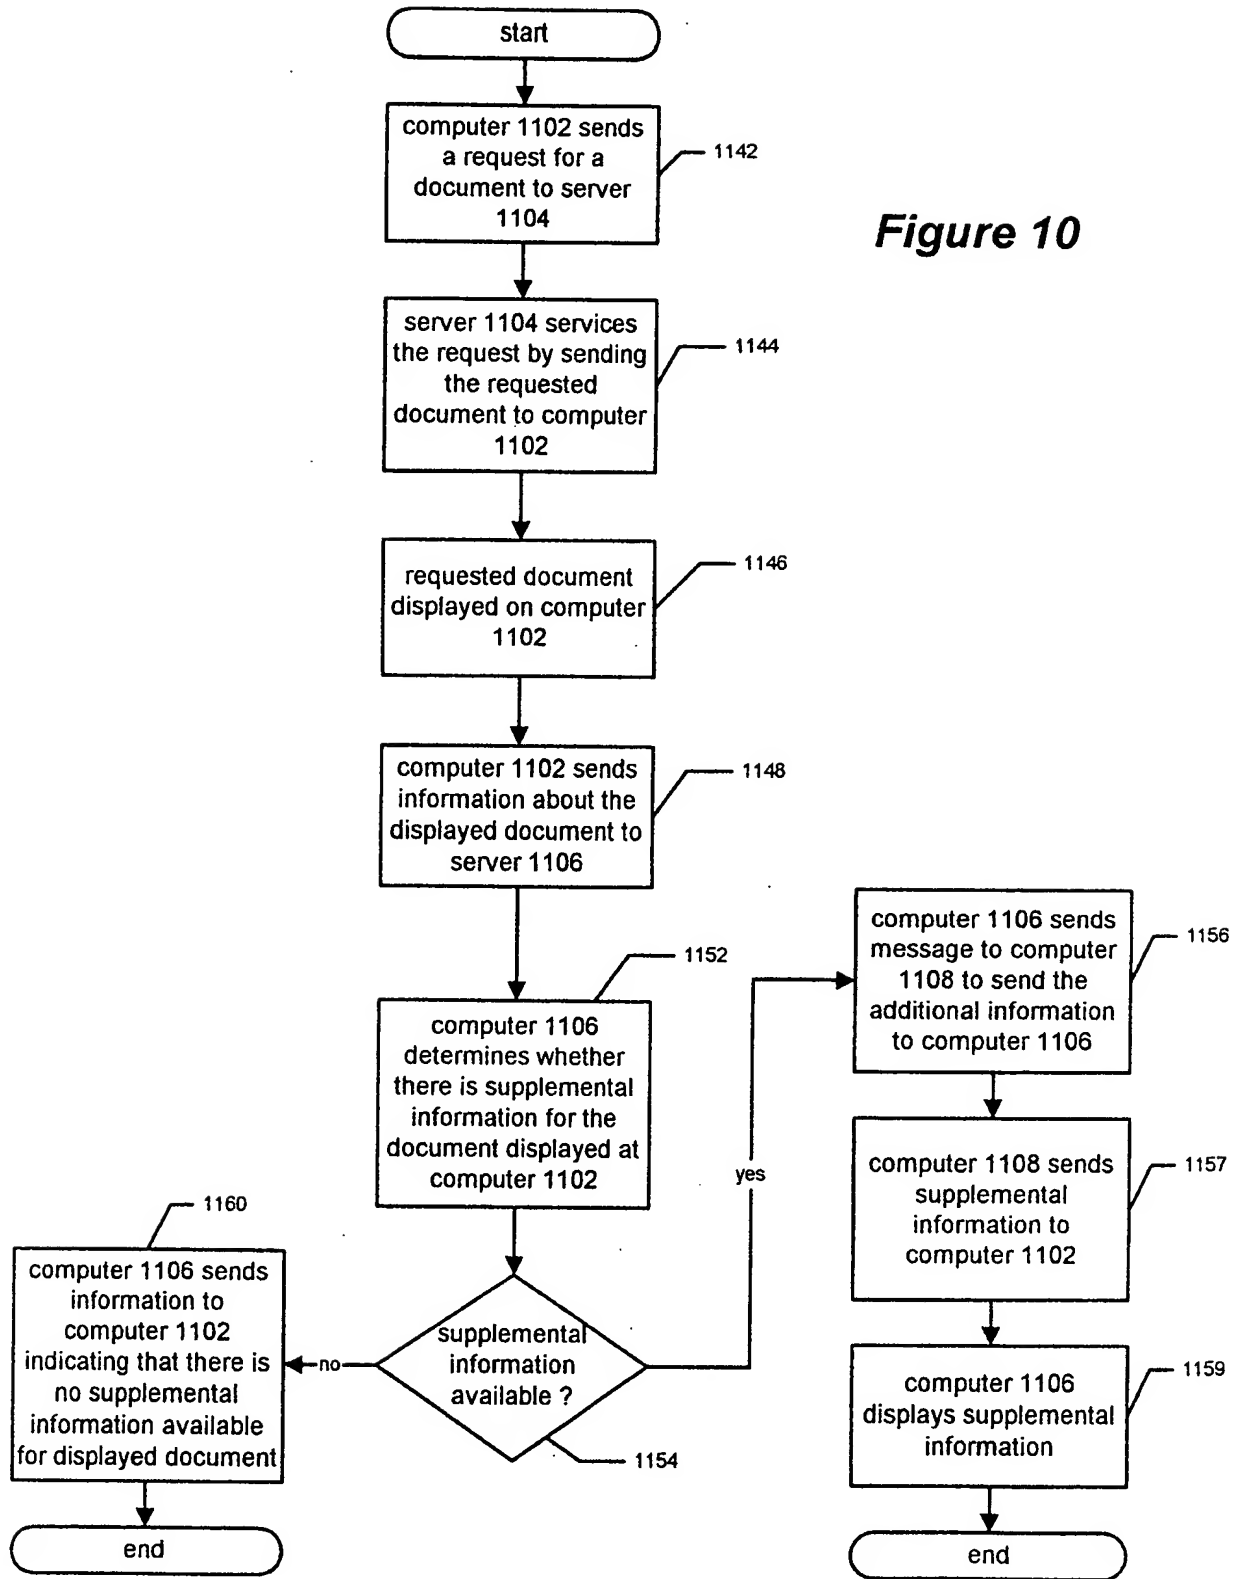 start
computer 1102 sends
a request for a
document to server
1104
1142
Figure 10
server 1104 services
the request by sending
the requested
document to computer
1102
1144
requested document
displayed on computer
1102
1146
computer 1102 sends
information about the
displayed document to
server 1106
1148
computer 1106
determines whether
there is supplemental
information for the
document displayed at
computer 1102
1152
supplemental
information
available ?
1154
no
yes
computer 1106 sends
information to
computer 1102
indicating that there is
no supplemental
information available
for displayed document
1160
end
computer 1106 sends
message to computer
1108 to send the
additional information
to computer 1106
1156
computer 1108 sends
supplemental
information to
computer 1102
1157
computer 1106
displays supplemental
information
1159
end